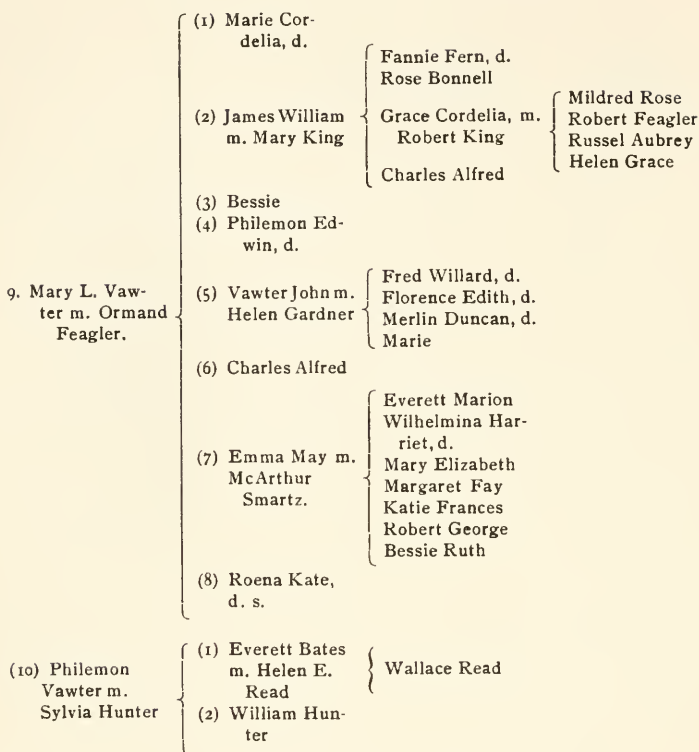 9. Mary L. Vaw-
ter m. Ormand
Feagler.
(1) Marie Cor-
delia, d.
(2) James William
m. Mary King
Fannie Fern, d.
Rose Bonnell
Grace Cordelia, m.
Robert King
Mildred Rose
Robert Feagler
Russel Aubrey
Helen Grace
Charles Alfred
(3) Bessie
(4) Philemon Ed-
win, d.
(5) Vawter John m.
Helen Gardner
Fred Willard, d.
Florence Edith, d.
Merlin Duncan, d.
Marie
(6) Charles Alfred
(7) Emma May m.
McArthur
Smartz.
Everett Marion
Wilhelmina Har-
riet, d.
Mary Elizabeth
Margaret Fay
Katie Frances
Robert George
Bessie Ruth
(8) Roena Kate,
d. s.
(10) Philemon
Vawter m.
Sylvia Hunter
(1) Everett Bates
m. Helen E.
Read
Wallace Read
(2) William Hun-
ter